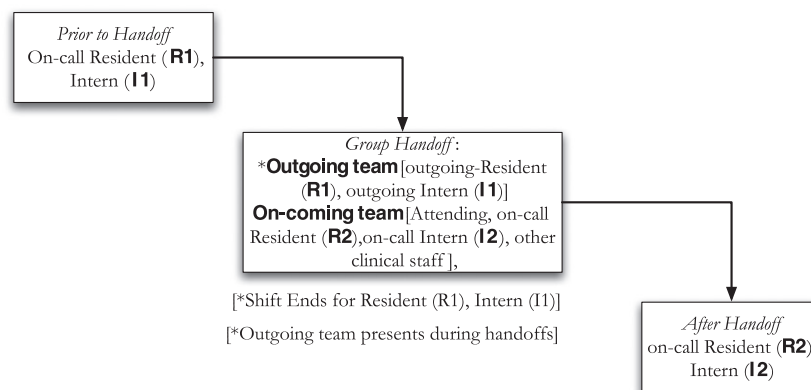 Prior to Handoff
On-call Resident (R1),
Intern (I1)
Group Handoff :
*Outgoing team [outgoing-Resident
(R1), outgoing Intern (I1)]
On-coming team [Attending, on-call
Resident (R2),on-call Intern (I2), other
clinical staff ],
[*Shift Ends for Resident (R1), Intern (I1)]
[*Outgoing team presents during handoffs]
After Handoff
on-call Resident (R2)
Intern (I2)